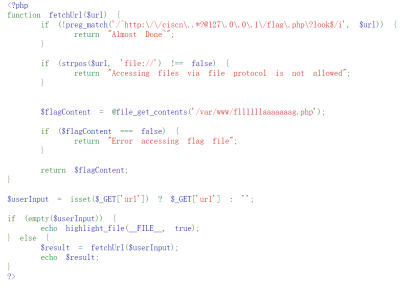 <?php
function fetchUrl($url) {
if (!preg_match('/^http:\/\/ciscn\..*?@127\.0\.0\.1\/flag\.php\?look$/i', $url)) {
return "Almost Done~";
}
if (strpos($url, 'file://') !== false) {
return "Accessing files via file protocol is not allowed";
}
$flagContent = @file_get_contents('/var/www/);
if ($flagContent === false) {
return "Error accessing flag file";
}
return $flagContent;
}
$userInput = isset($_GET['url']) ? $_GET['url'] : '';
if (empty($userInput)) {
echo highlight_file(__FILE__, true);
} else {
$result = fetchUrl($userInput);
echo $result;
}
?>